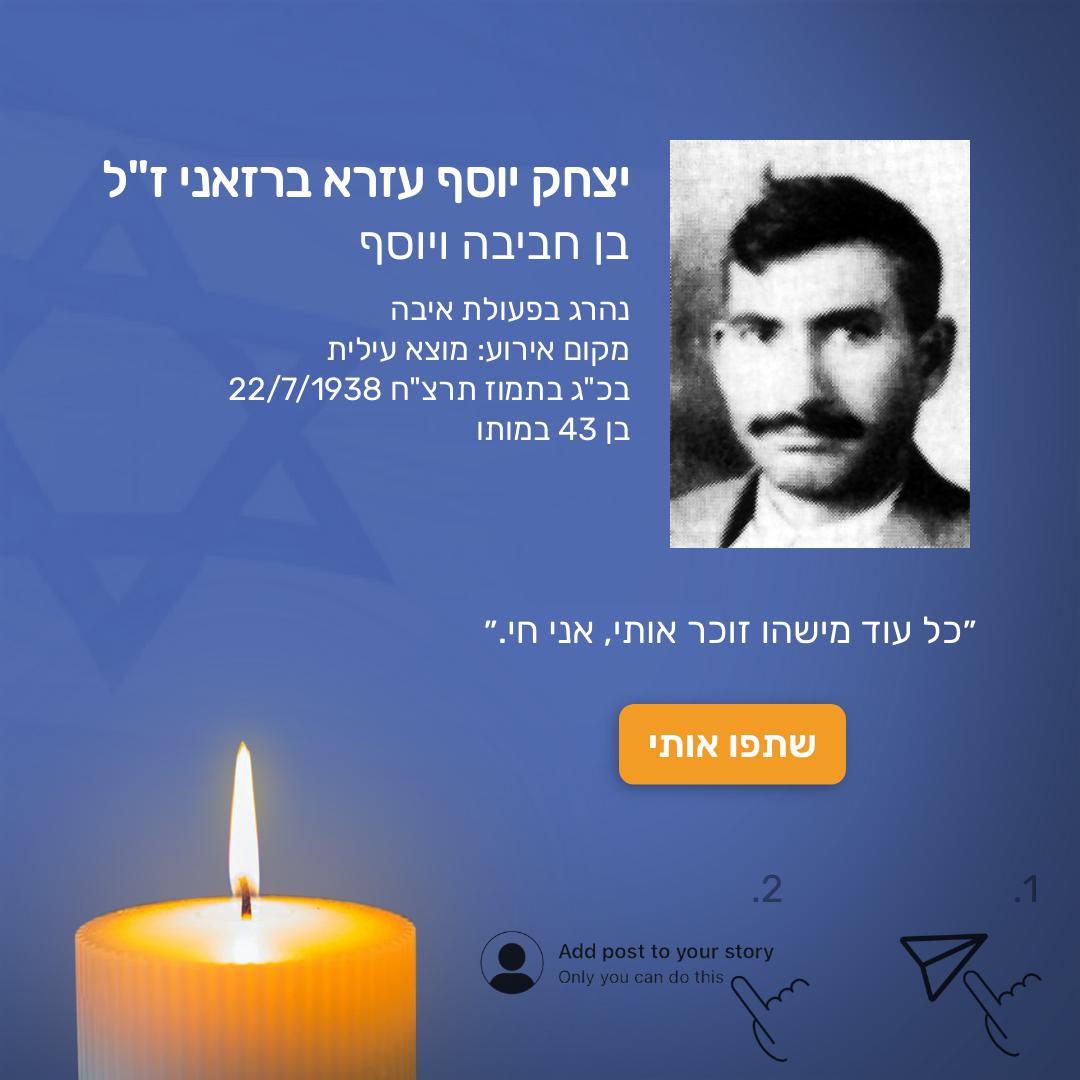 יצחק יוסף עזרא ברזאני ז"ל
בן חביבה ויוסף
נהרג בפעולת איבה
מקום אירוע: מוצא עילית
בכ"ג בתמוז תרצ"ח 22/7/1938
בן 43 במותו
״כל עוד מישהו זוכר אותי, אני חי.״
שתפו אותי
1.
2.
Add post to your story
Only you can do this